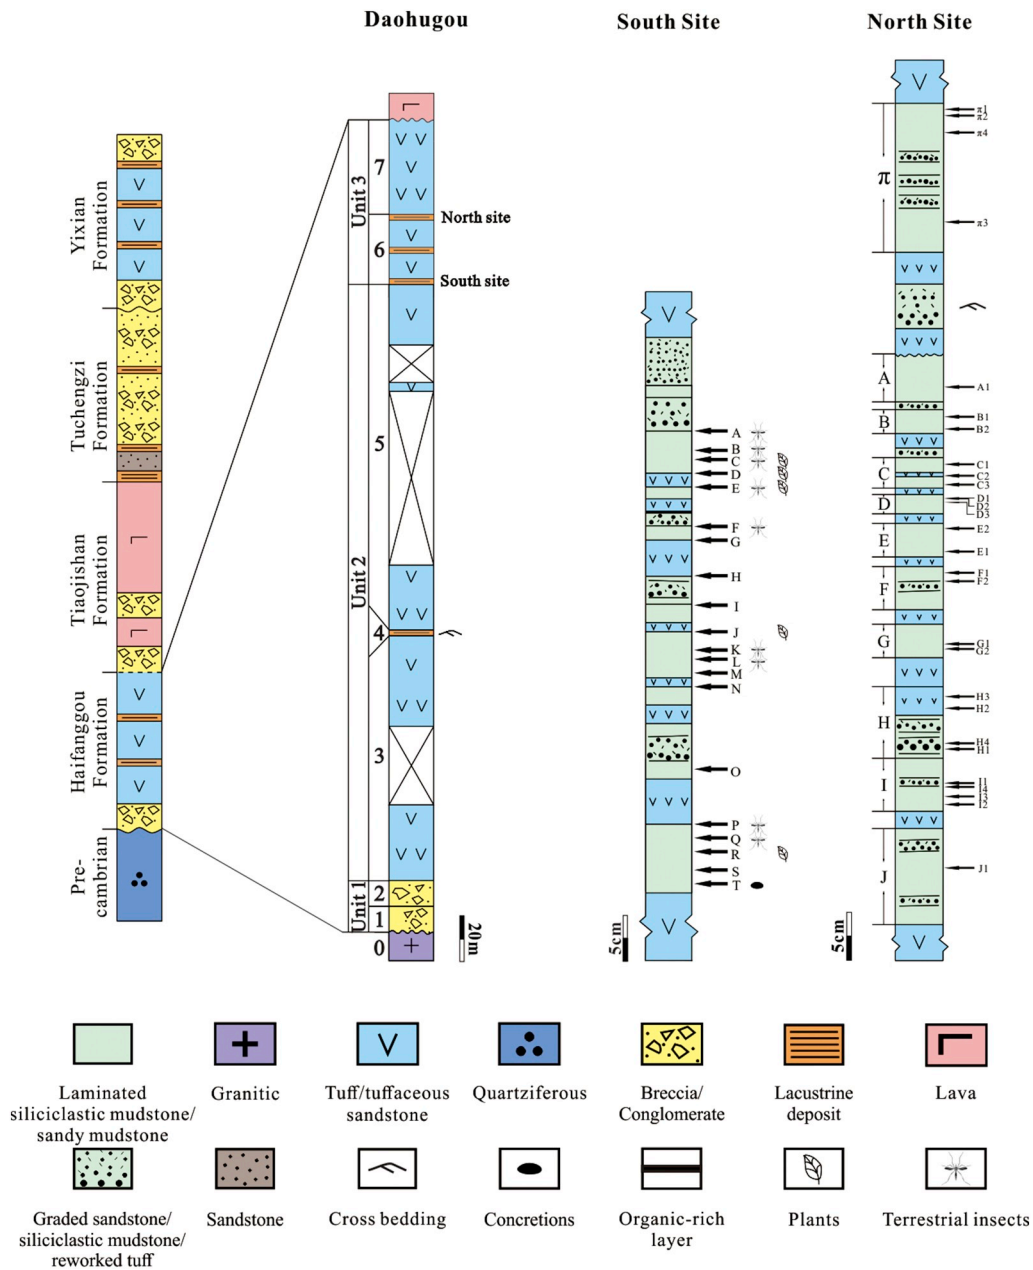 Daohugou
South Site
North Site
Yixian
Formation
Tuchengzi
Formation
Tiaojishan
Formation
Haifanggou
Formation
Pre-
cambrian
Unit 3
Unit 2
Unit 1
7
6
5
4
3
2
1
0
North site
South site
20m
A
B
C
D
E
F
G
H
I
J
K
L
M
N
O
P
Q
R
S
T
5cm
π
A
B
C
D
E
F
G
H
I
J
π1
π2
π4
π3
A1
B1
B2
C1
C2
C3
D1
D2
D3
E2
E1
F1
F2
G1
G2
H3
H2
H4
H1
I1
I4
I3
I2
J1
5cm
Laminated
siliciclastic mudstone/
sandy mudstone
Granitic
Tuff/tuffaceous
sandstone
Quartziferous
Breccia/
Conglomerate
Lacustrine
deposit
Lava
Graded sandstone/
siliciclastic mudstone/
reworked tuff
Sandstone
Cross bedding
Concretions
Organic-rich
layer
Plants
Terrestrial insects